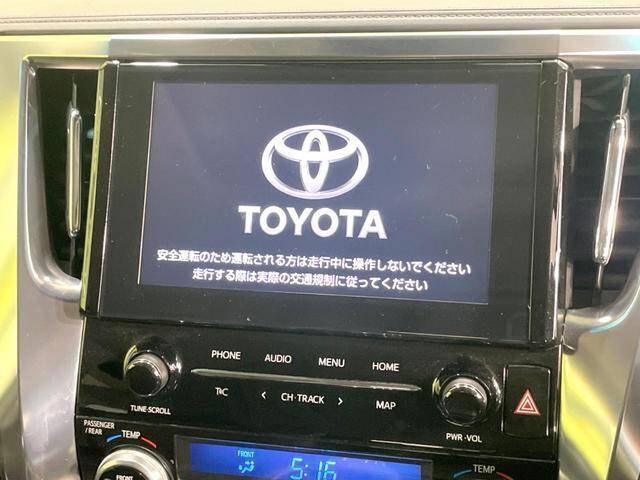 TOYOTA
安全運転のため運転される方は走行中に操作しないでください
走行する際は実際の交通規制に従ってください
PHONE AUDIO MENU HOME
T/C < CH·TRACK > MAP
TUNE·SCROLL
PWR·VOL
PASSENGER
/REAR
TEMP
FRONT
5:16
TEMP